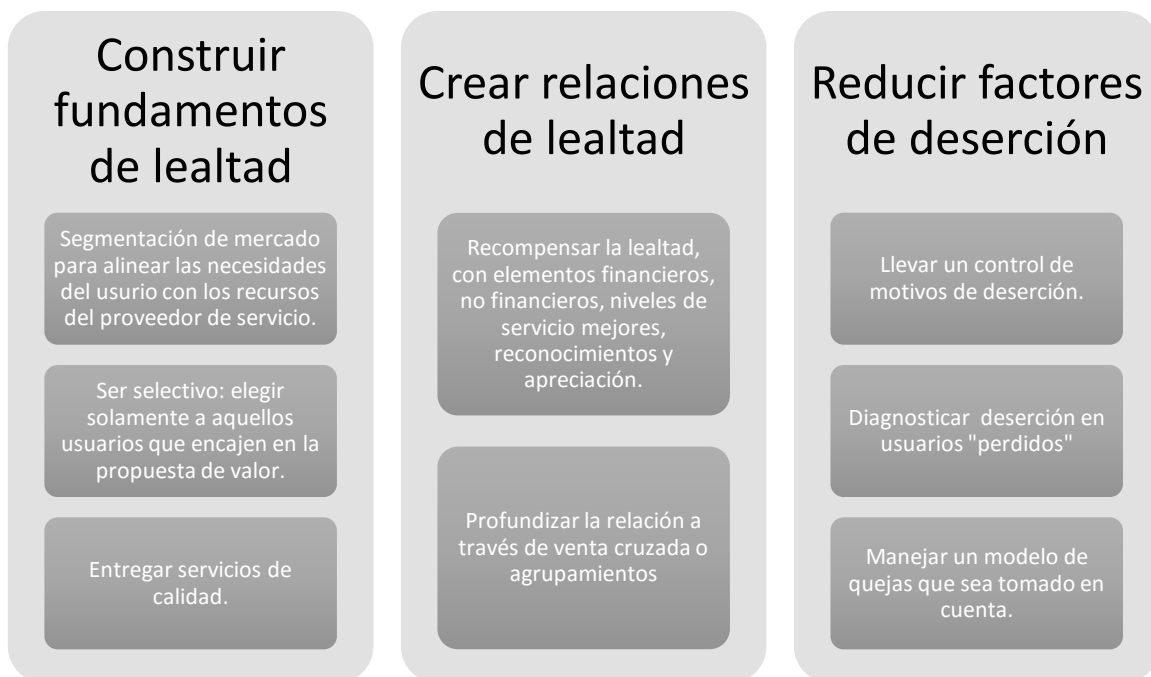 Construir
fundamentos
de lealtad
Segmentación de mercado
para alinear las necesidades
del usurio con los recursos
del proveedor de servicio.
Ser selectivo: elegir
solamente a aquellos
usuarios que encajen en la
propuesta de valor.
Entregar servicios de
calidad.
Crear relaciones
de lealtad
Recompensar la lealtad,
con elementos financieros,
no financieros, niveles de
servicio mejores,
reconocimientos y
apreciación.
Profundizar la relación a
través de venta cruzada o
agrupamientos
Reducir factores
de deserción
Llevar un control de
motivos de deserción.
Diagnosticar deserción en
usuarios "perdidos"
Manejar un modelo de
quejas que sea tomado en
cuenta.